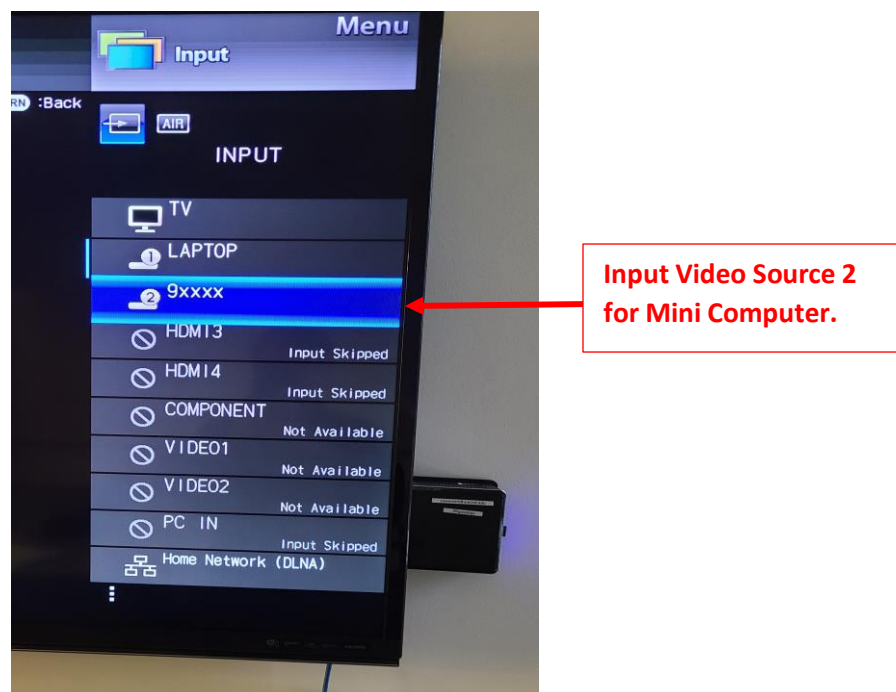 Menu
Input
RN :Back
AIR
INPUT
TV
1 LAPTOP
2 9xxxx
HDMI3
Input Skipped
HDMI4
Input Skipped
COMPONENT
Not Available
VIDEO1
Not Available
VIDEO2
Not Available
PC IN
Input Skipped
Home Network (DLNA)
Input Video Source 2
for Mini Computer.